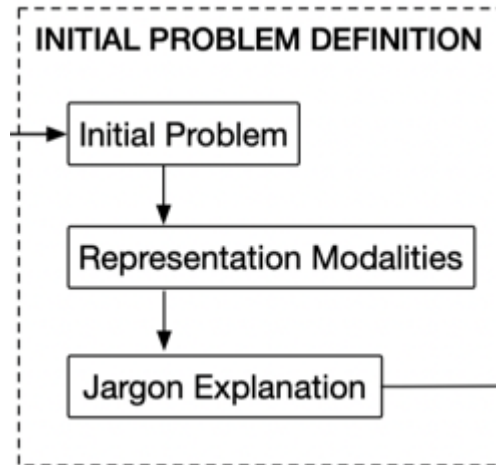 INITIAL PROBLEM DEFINITION
Initial Problem
Representation Modalities
Jargon Explanation